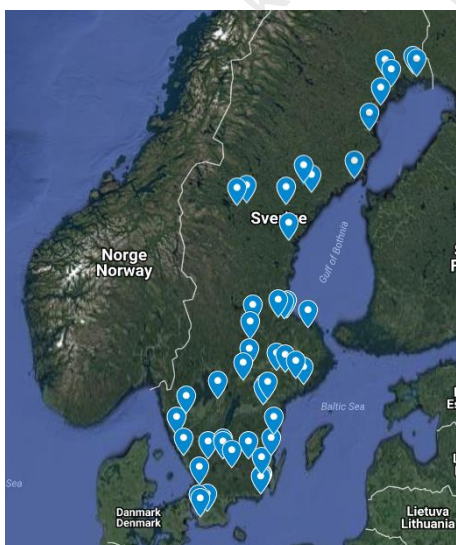 Sverige
Norge
Norway
Gulf of Bothnia
Baltic Sea
Sea
Danmark
Denmark
Lietuva
Lithuania